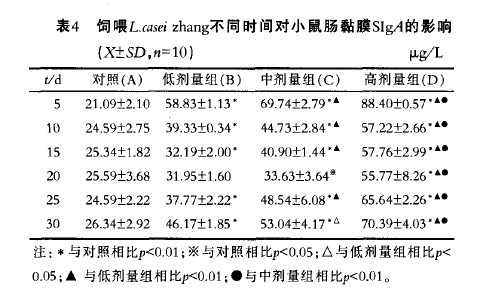 表4 饲喂L.casei zhang不同时间对小鼠肠黏膜SIgA的影响
(X±SD,n=10) μg/L
t/d 对照(A) 低剂量组(B) 中剂量组(C) 高剂量组(D)
5 21.09±2.10 58.83±1.13* 69.74±2.79*▲ 88.40±0.57*▲●
10 24.59±2.75 39.33±0.34* 44.73±2.84*▲ 57.22±2.66*▲●
15 25.34±1.82 32.19±2.00* 40.90±1.44*▲ 57.76±2.99*▲●
20 25.59±3.68 31.95±1.60 33.63±3.64※ 55.77±8.26*▲●
25 24.59±2.22 37.77±2.22* 48.54±6.08*▲ 65.64±2.26*▲●
30 26.34±2.92 46.17±1.85* 53.04±4.17*△ 70.39±4.03*▲●
注:*与对照相比p<0.01;※与对照相比p<0.05;△与低剂量组相比p<
0.05;▲与低剂量组相比p<0.01;●与中剂量组相比p<0.01。